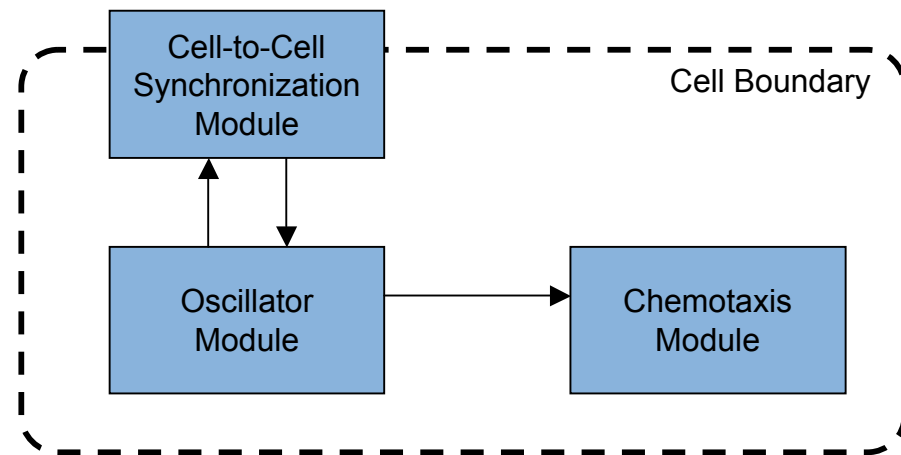 Cell-to-Cell
Synchronization
Module
Cell Boundary
Oscillator
Module
Chemotaxis
Module